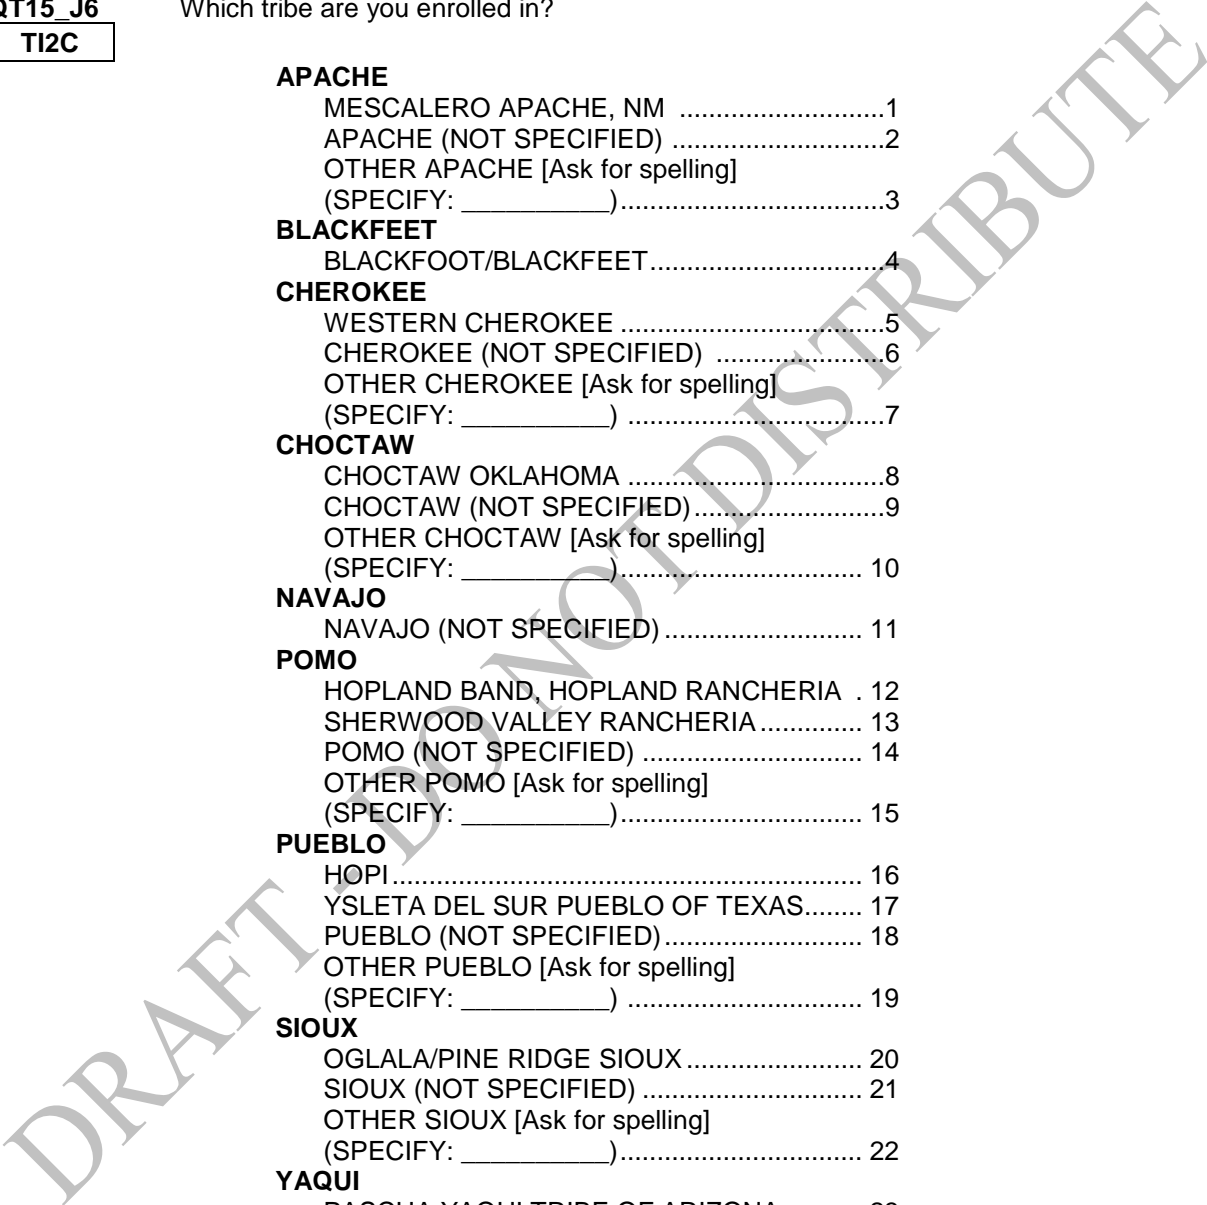 QT15_J6 Which tribe are you enrolled in?
TI2C
APACHE
MESCALERO APACHE, NM ............................1
APACHE (NOT SPECIFIED) .............................2
OTHER APACHE [Ask for spelling]
(SPECIFY: __________)....................................3
BLACKFEET
BLACKFOOT/BLACKFEET................................4
CHEROKEE
WESTERN CHEROKEE ....................................5
CHEROKEE (NOT SPECIFIED) .......................6
OTHER CHEROKEE [Ask for spelling]
(SPECIFY: __________) ...................................7
CHOCTAW
CHOCTAW OKLAHOMA ...................................8
CHOCTAW (NOT SPECIFIED)..........................9
OTHER CHOCTAW [Ask for spelling]
(SPECIFY: __________)................................. 10
NAVAJO
NAVAJO (NOT SPECIFIED)........................... 11
POMO
HOPLAND BAND, HOPLAND RANCHERIA . 12
SHERWOOD VALLEY RANCHERIA.............. 13
POMO (NOT SPECIFIED) .............................. 14
OTHER POMO [Ask for spelling]
(SPECIFY: __________)................................. 15
PUEBLO
HOPI................................................................ 16
YSLETA DEL SUR PUEBLO OF TEXAS........ 17
PUEBLO (NOT SPECIFIED)........................... 18
OTHER PUEBLO [Ask for spelling]
(SPECIFY: __________) ................................ 19
SIOUX
OGLALA/PINE RIDGE SIOUX........................ 20
SIOUX (NOT SPECIFIED) .............................. 21
OTHER SIOUX [Ask for spelling]
(SPECIFY: __________)................................. 22
YAQUI
DRAFT - DO NOT DISTRIBUTE